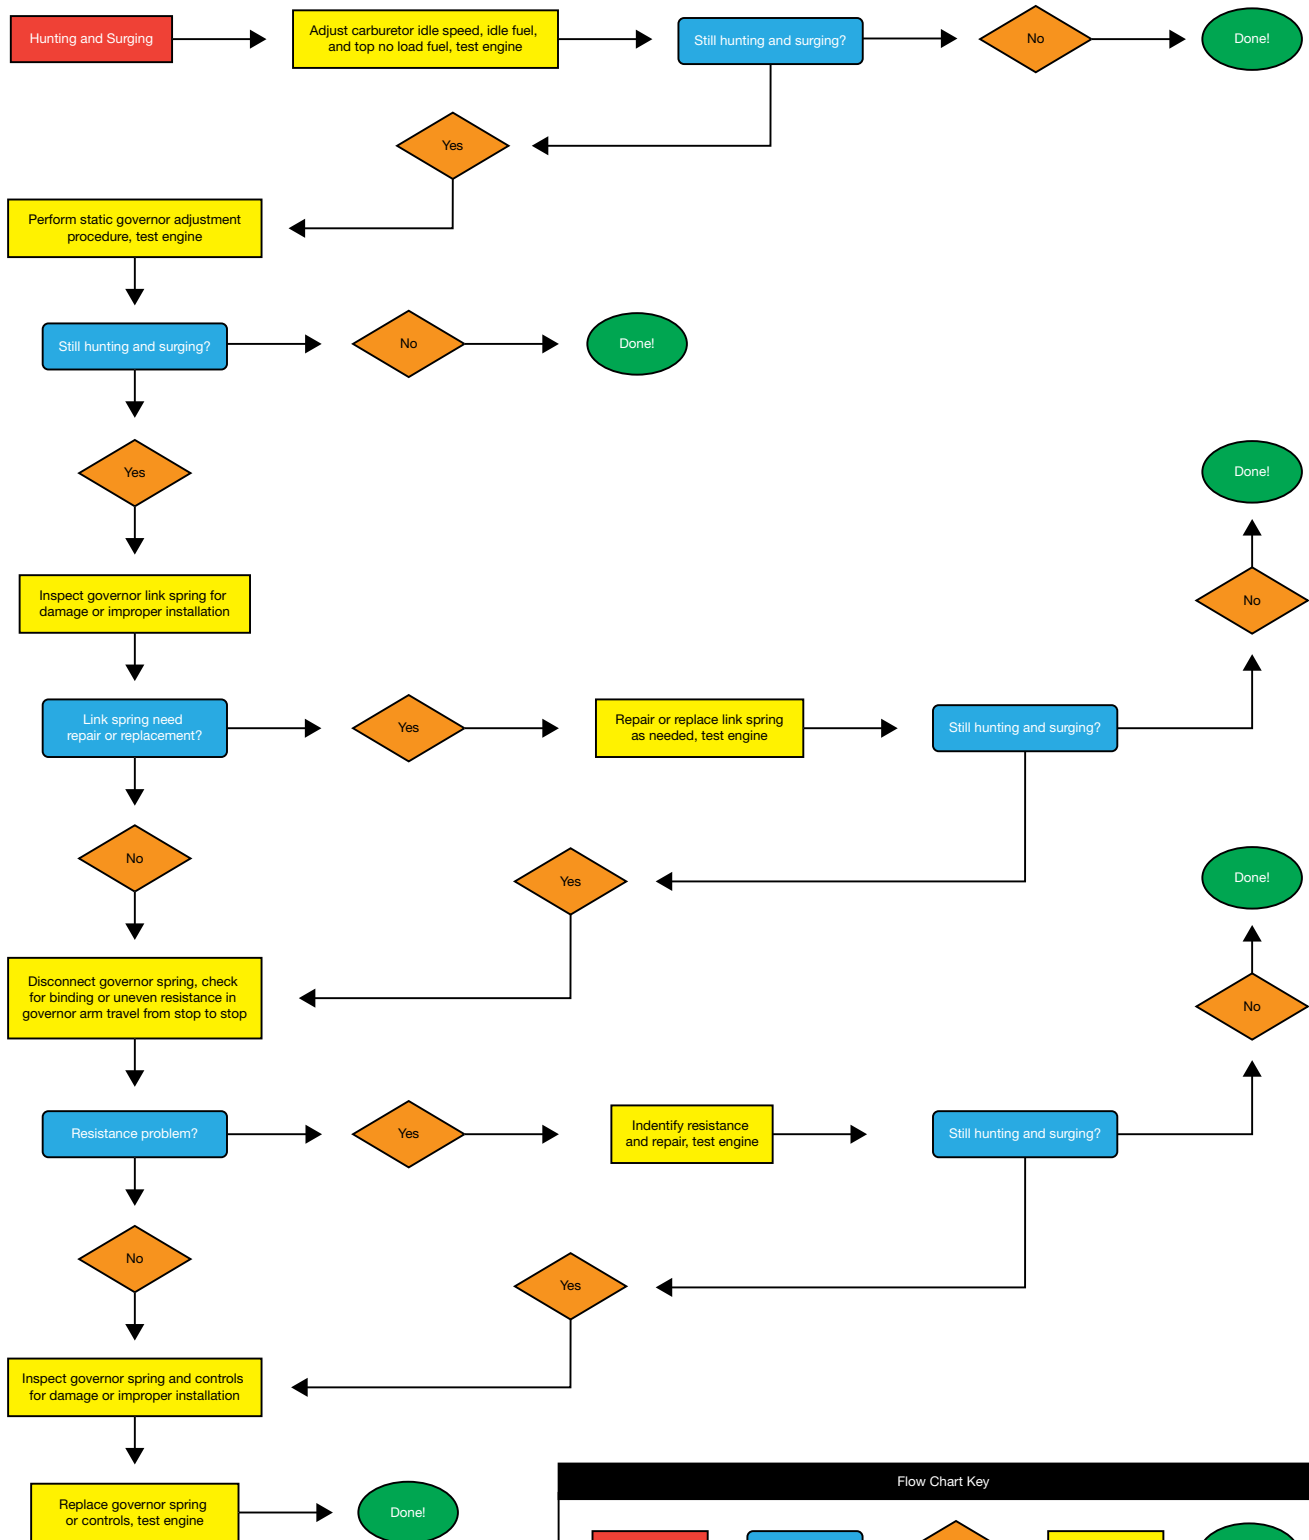 Hunting and Surging
Adjust carburetor idle speed, idle fuel,
and top no load fuel, test engine
Still hunting and surging?
No
Done!
Yes
Perform static governor adjustment
procedure, test engine
Still hunting and surging?
No
Done!
Yes
Inspect governor link spring for
damage or improper installation
Link spring need
repair or replacement?
Yes
Repair or replace link spring
as needed, test engine
Still hunting and surging?
No
Done!
No
Yes
Disconnect governor spring, check
for binding or uneven resistance in
governor arm travel from stop to stop
Resistance problem?
Yes
Indentify resistance
and repair, test engine
Still hunting and surging?
No
Done!
No
Yes
Inspect governor spring and controls
for damage or improper installation
Replace governor spring
or controls, test engine
Done!
Flow Chart Key